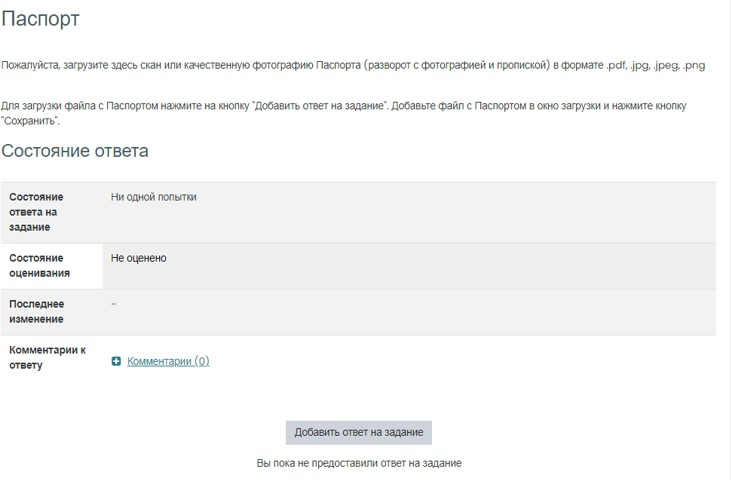 Паспорт
Пожалуйста, загрузите здесь скан или качественную фотографию Паспорта (разворот с фотографией и пропиской) в формате .pdf, .jpg, .jpeg, .png
Для загрузки файла с Паспортом нажмите на кнопку "Добавить ответ на задание". Добавьте файл с Паспортом в окно загрузки и нажмите кнопку
"Сохранить".
Состояние ответа
Состояние
ответа на
задание
Ни одной попытки
Состояние
оценивания
Не оценено
Последнее
изменение
-
Комментарии к
ответу
Комментарии (0)
Добавить ответ на задание
Вы пока не предоставили ответ на задание